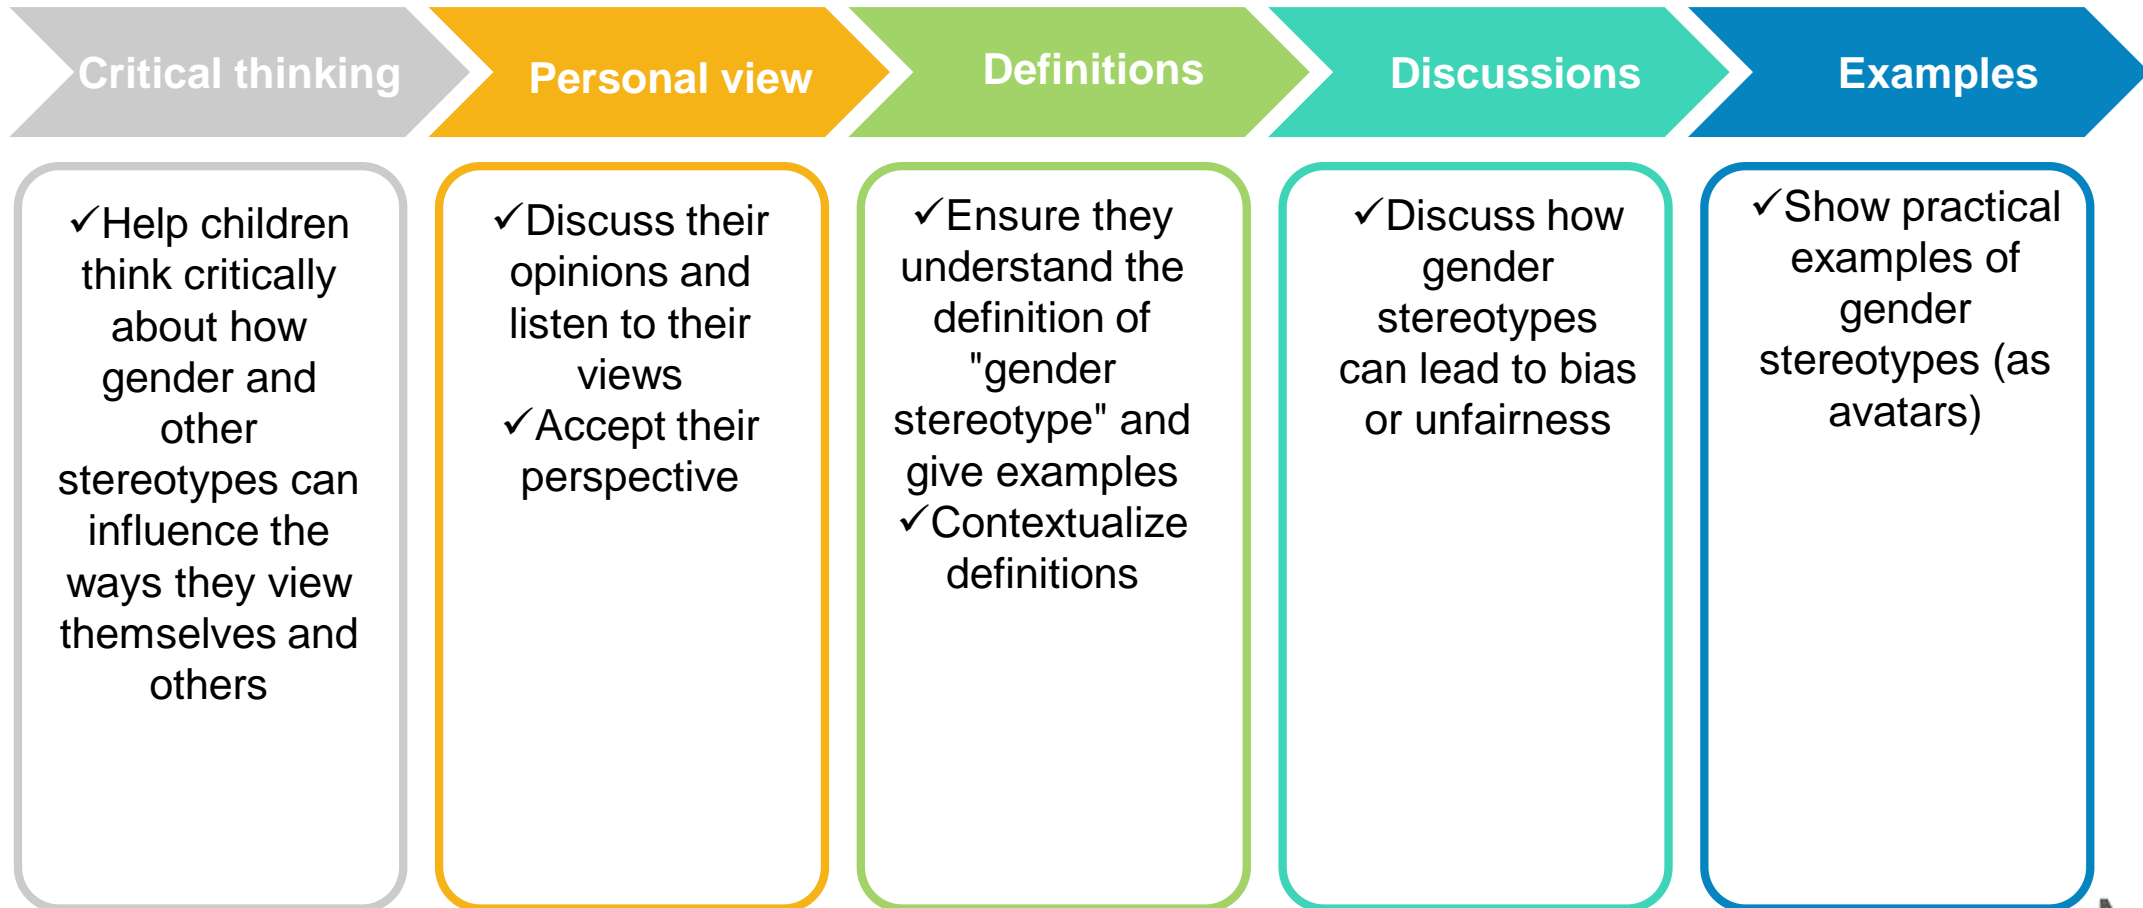 Critical thinking
Personal view
Definitions
Discussions
Examples
✓Help children
think critically
about how
gender and
other
stereotypes can
influence the
ways they view
themselves and
others
✓Discuss their
opinions and
listen to their
views
✓Accept their
perspective
✓Ensure they
understand the
definition of
"gender
stereotype" and
give examples
✓Contextualize
definitions
✓Discuss how
gender
stereotypes
can lead to bias
or unfairness
✓Show practical
examples of
gender
stereotypes (as
avatars)